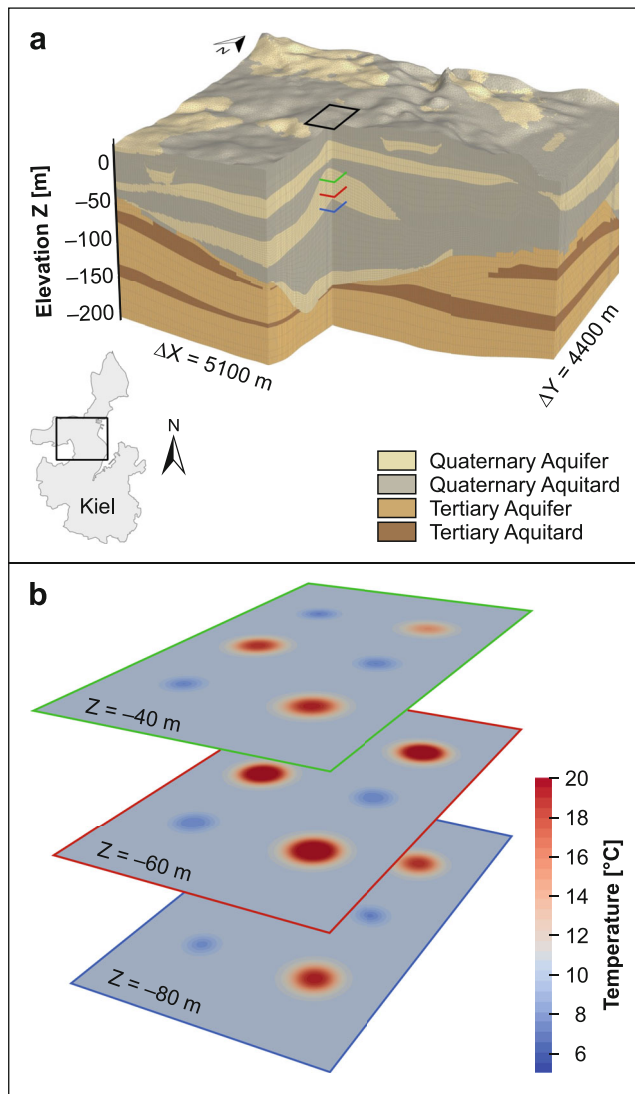 a
N
0
–50
–100
–150
–200
Elevation Z [m]
ΔX = 5100 m
ΔY = 4400 m
N
Kiel
Quaternary Aquifer
Quaternary Aquitard
Tertiary Aquifer
Tertiary Aquitard
b
Z = –40 m
Z = –60 m
Z = –80 m
20
18
16
14
12
10
8
6
Temperature [°C]